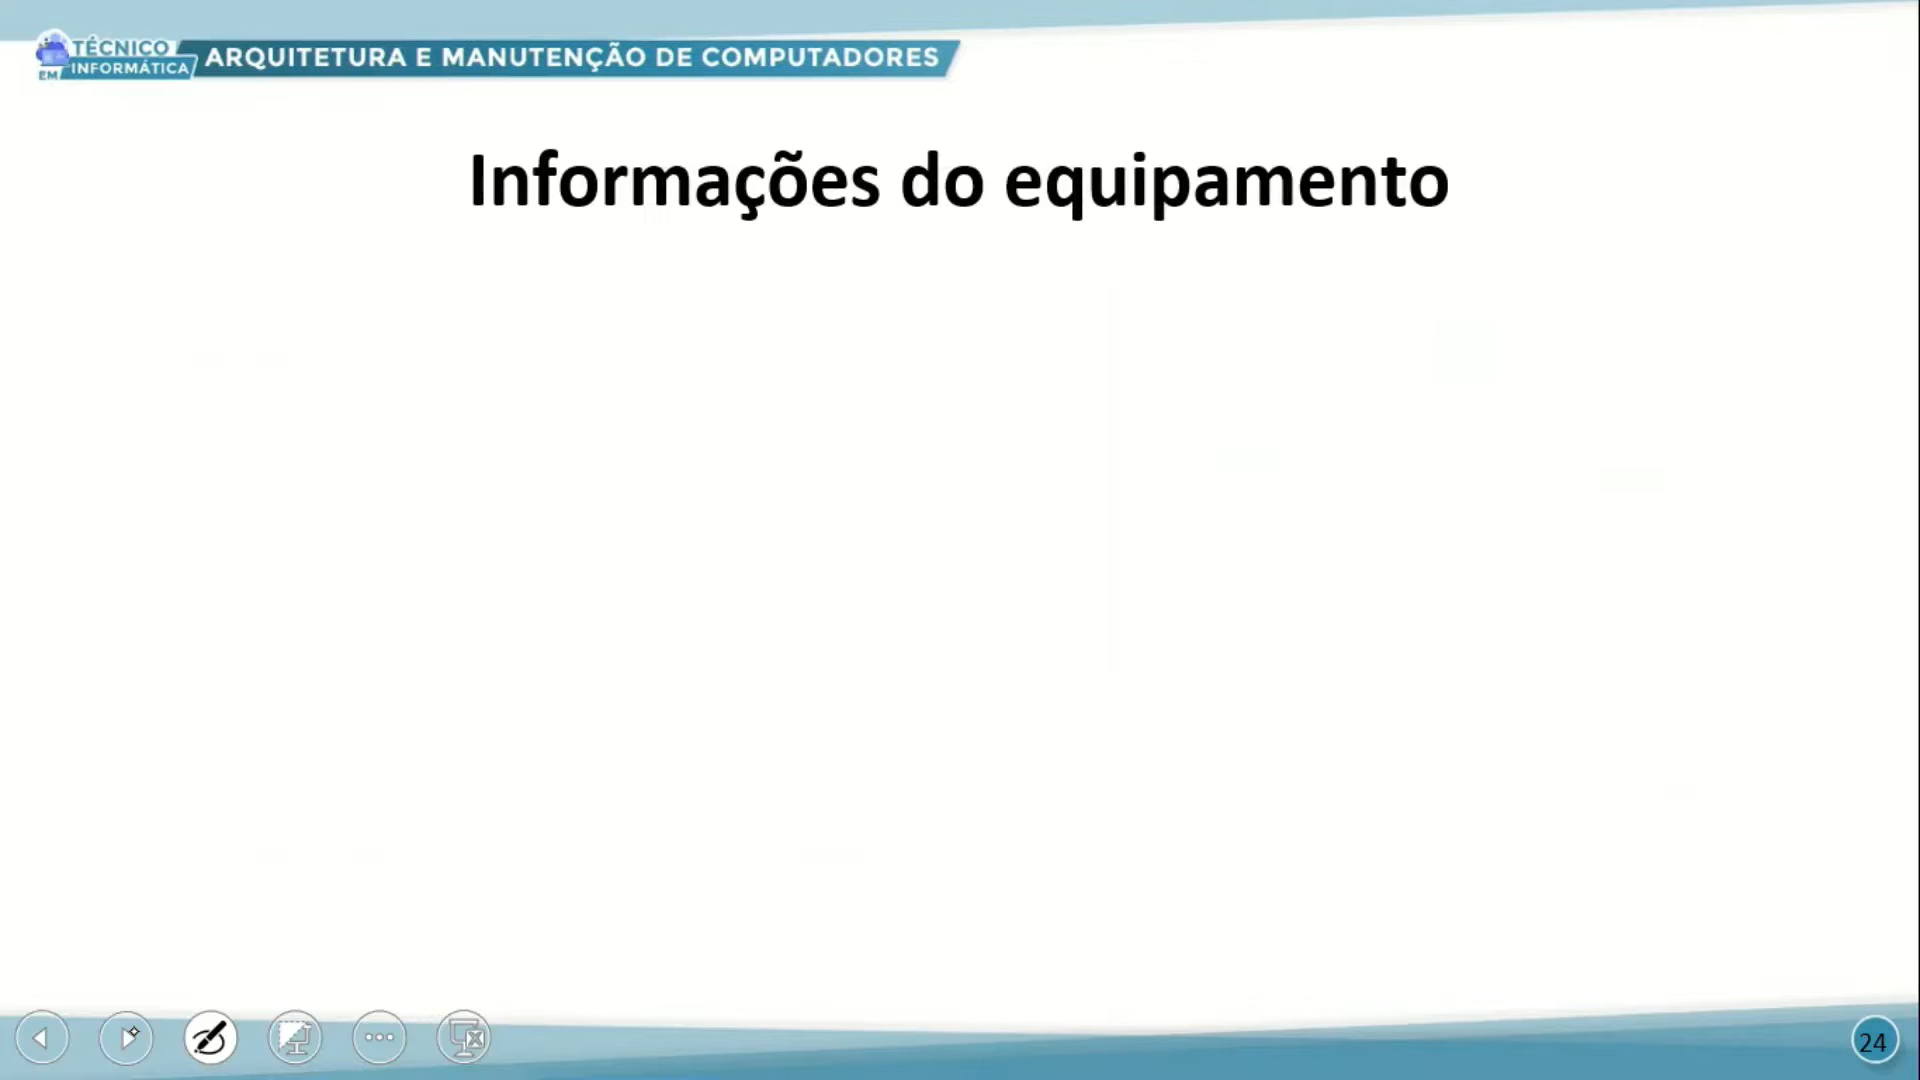 TÉCNICO
EM INFORMÁTICA
ARQUITETURA E MANUTENÇÃO DE COMPUTADORES
Informações do equipamento
24